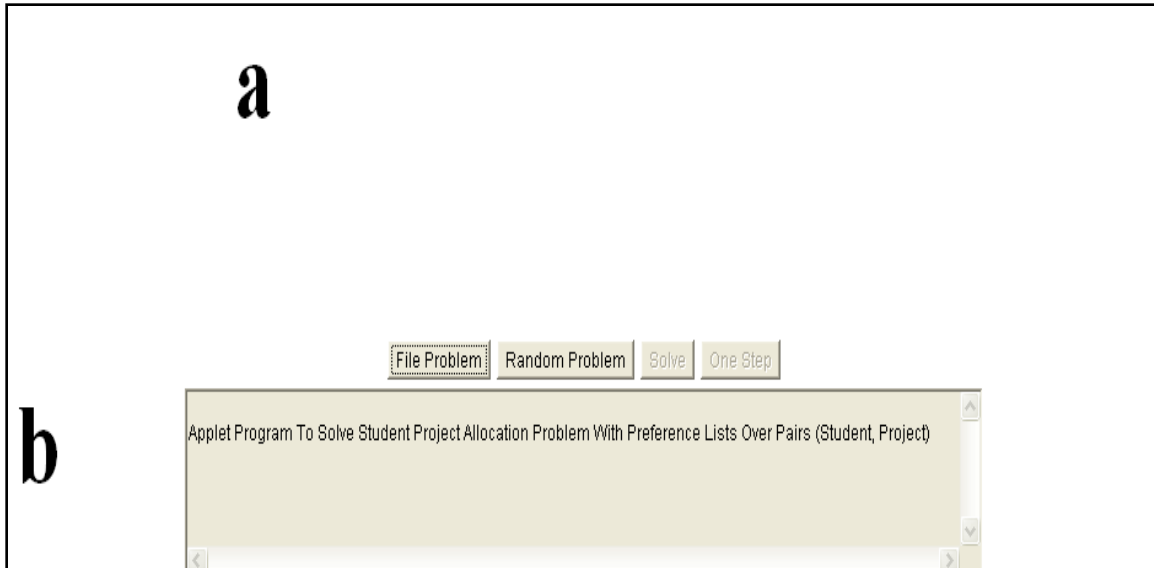 a
File Problem Random Problem Solve One Step
b
Applet Program To Solve Student Project Allocation Problem With Preference Lists Over Pairs (Student, Project)